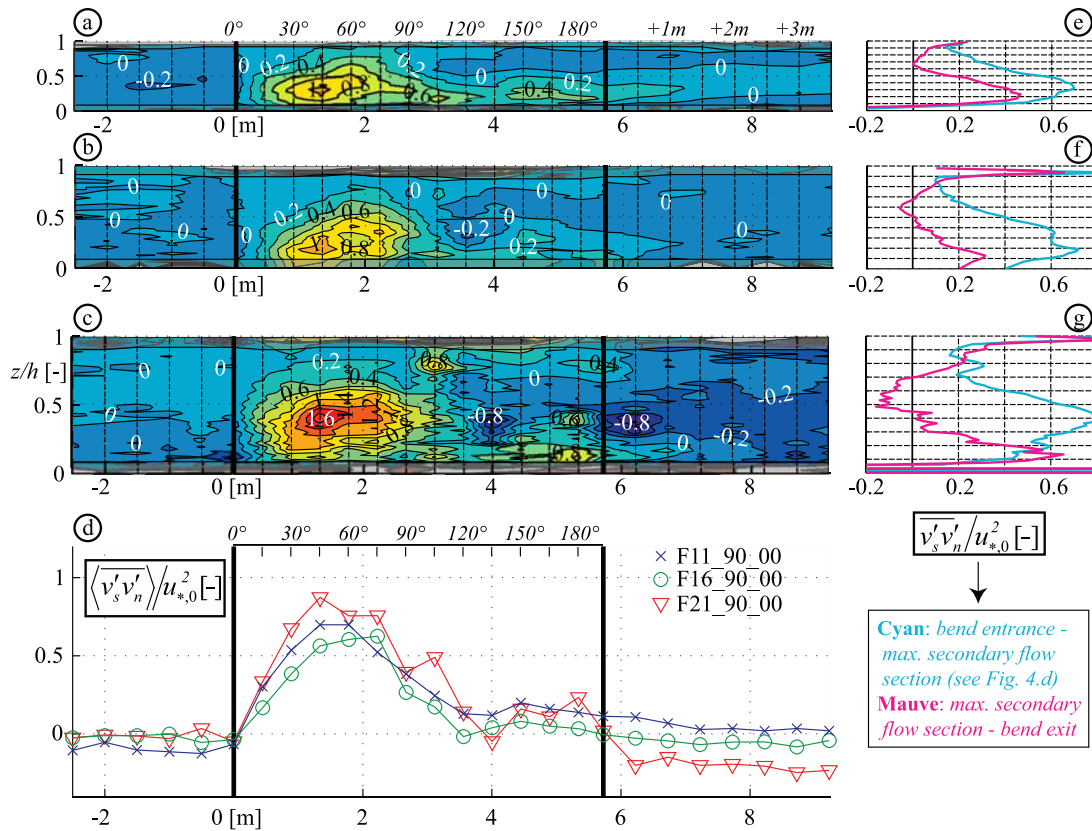 a
0° 30° 60° 90° 120° 150° 180° +1m +2m +3m
e
1
0.5
0
0 -0.2 0 0.2 0.4 0.8 0.2 0.6 0 0.4 0.2 0 0
-2 0 [m] 2 4 6 8
-0.2 0.2 0.6
b
f
1
0.5
0
0 0 0 0 0.2 0.4 0.6 0.8 0 -0.2 0 0.2 0 0
-2 0 [m] 2 4 6 8
-0.2 0.2 0.6
c
g
1
z/h [-]
0.5
0
0 0 0 0.2 0.6 0.4 1.6 0.8 -0.8 0 0.8 0.4 -0.8 0 -0.2 -0.2
-2 0 [m] 2 4 6 8
-0.2 0.2 0.6
d
0° 30° 60° 90° 120° 150° 180°
⟨v′ₛv′ₙ⟩/u²*,0 [-]
1
0.5
0
F11_90_00
F16_90_00
F21_90_00
-2 0 [m] 2 4 6 8
v′ₛv′ₙ/u²*,0 [-]
Cyan: bend entrance -
max. secondary flow
section (see Fig. 4.d)
Mauve: max. secondary
flow section - bend exit